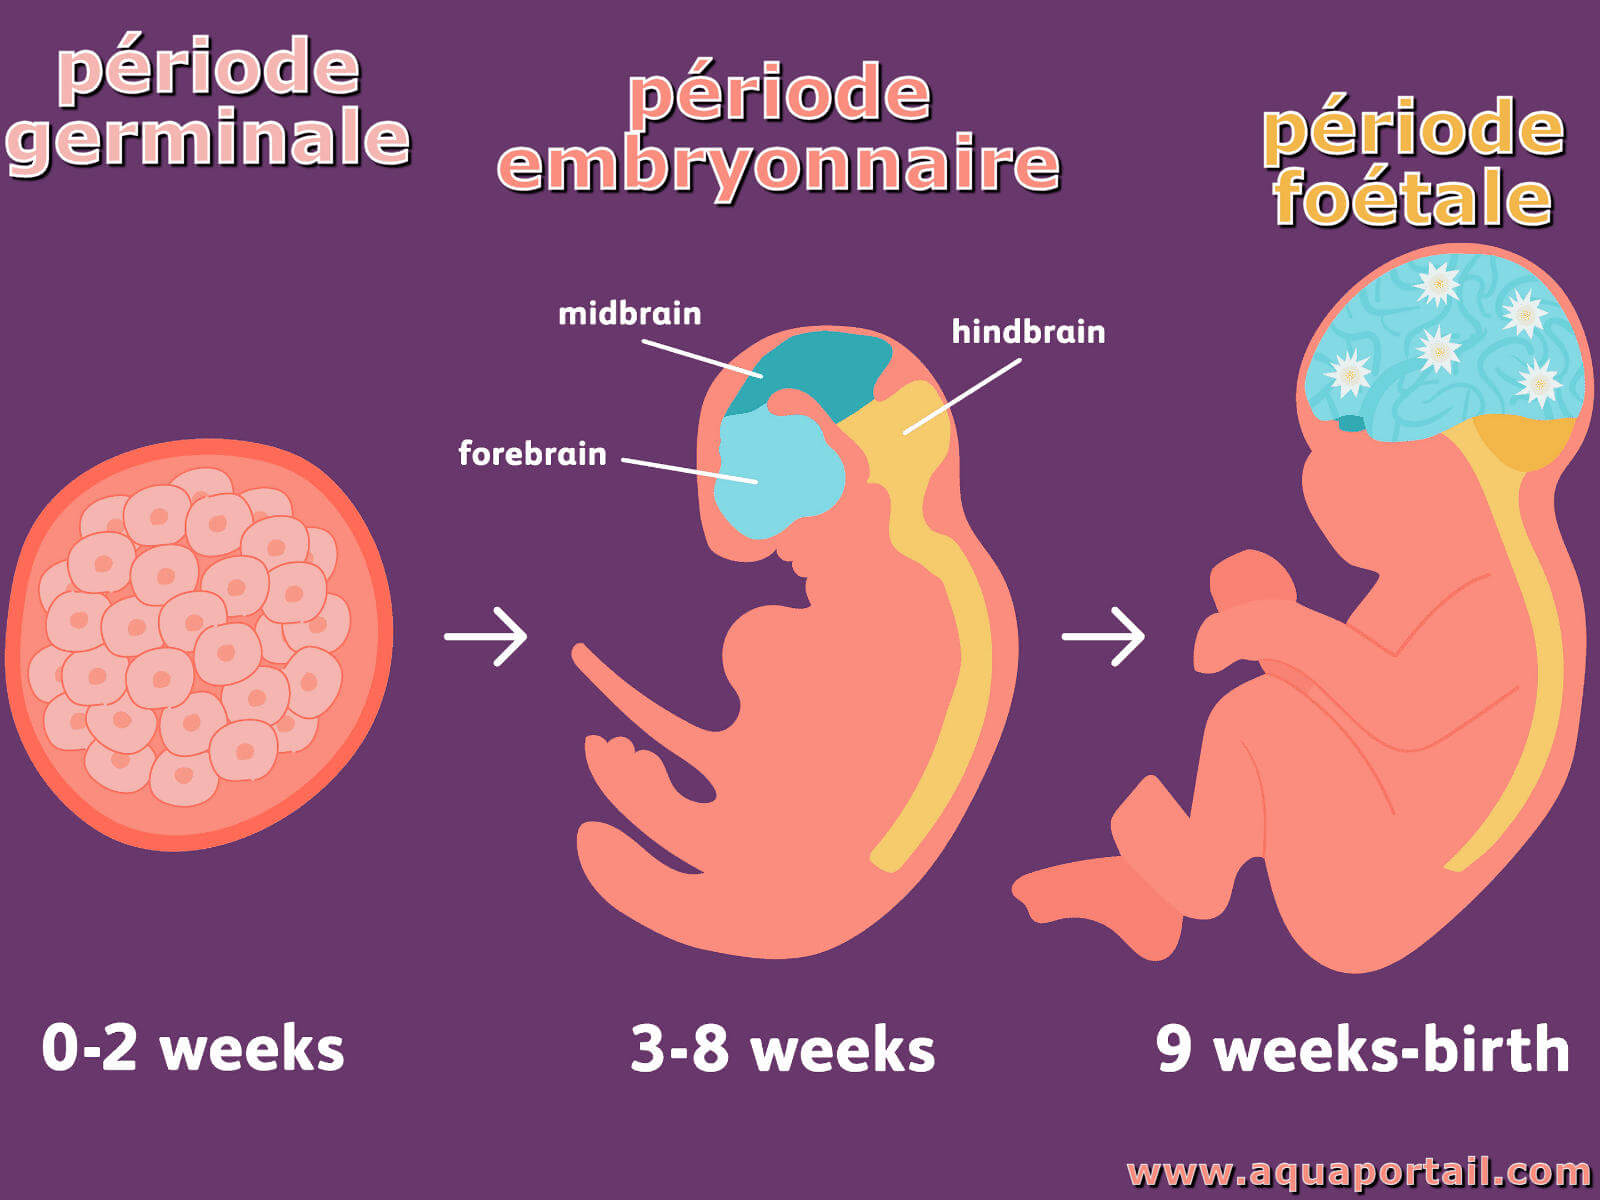 période
germinale
période
embryonnaire
période
foétale
midbrain
hindbrain
forebrain
0-2 weeks
3-8 weeks
9 weeks-birth
www.aquaportail.com